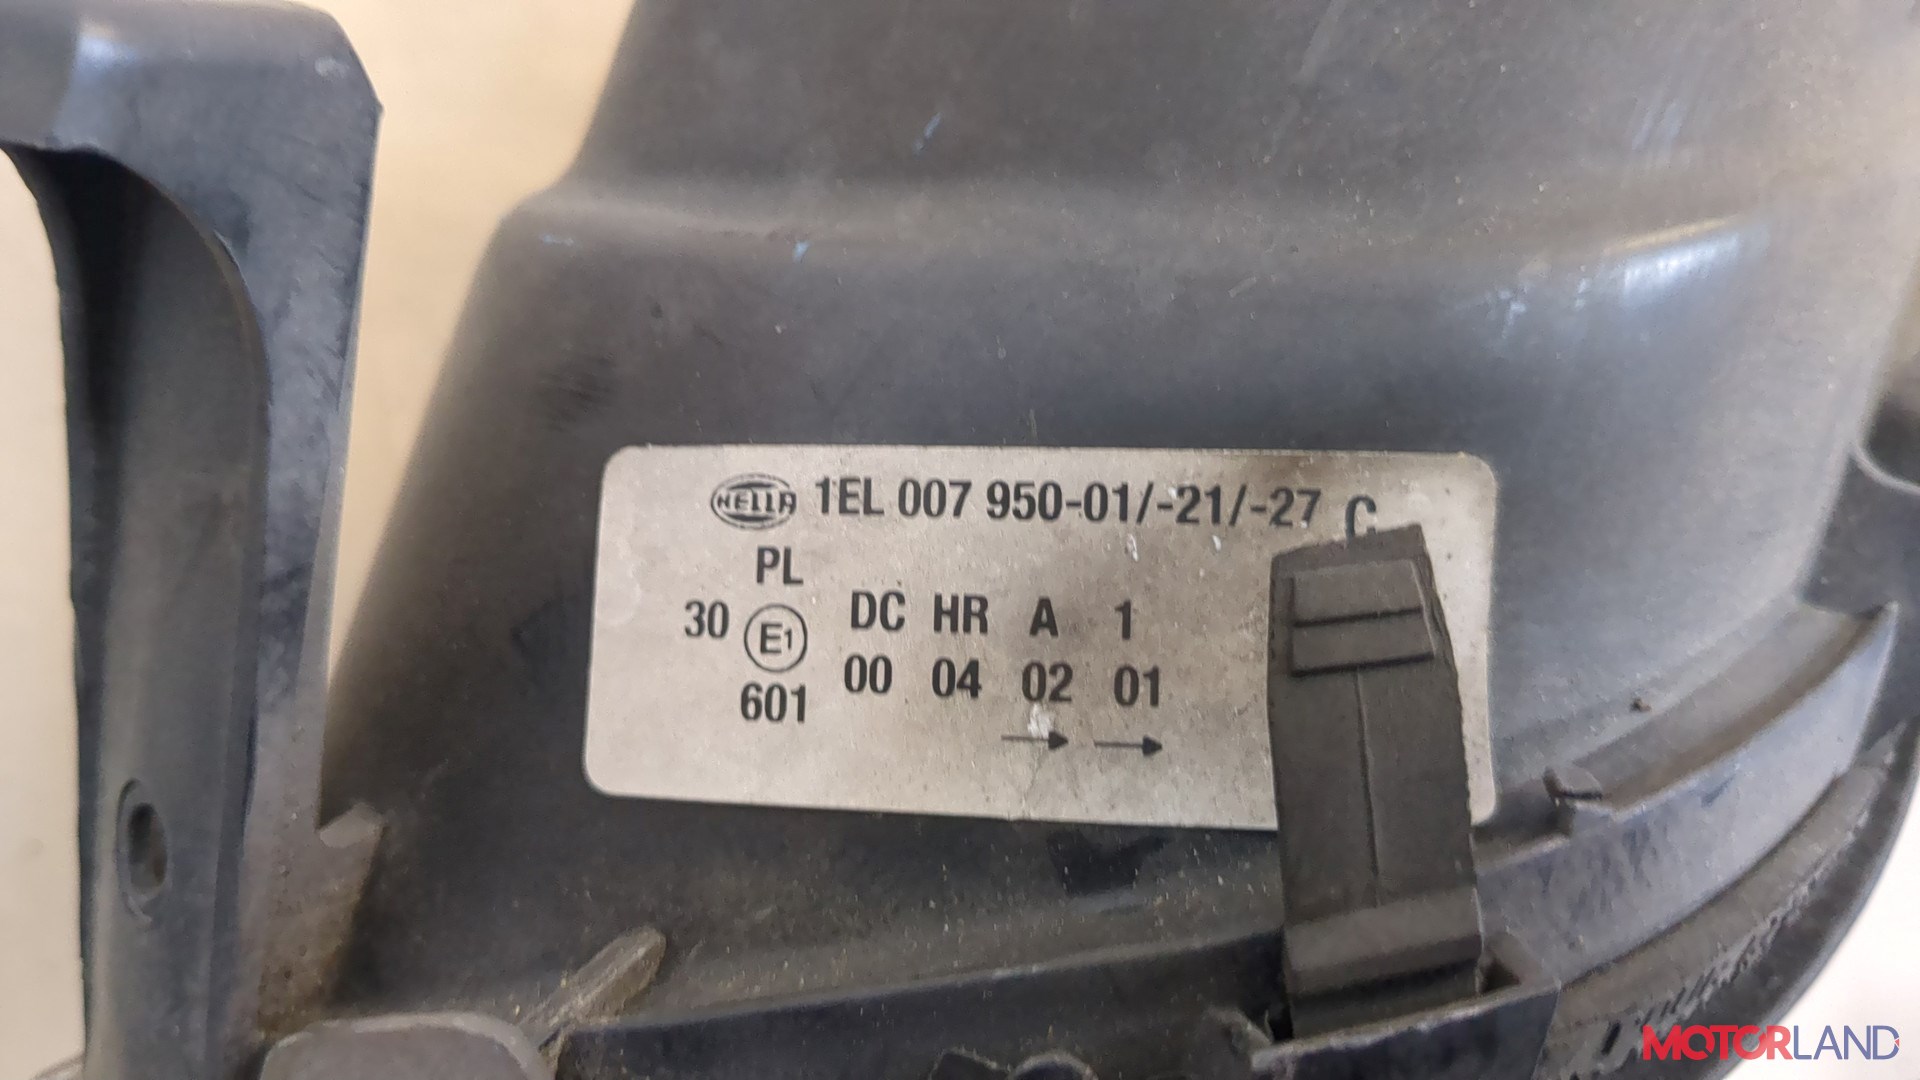 HELLA 1EL 007 950-01/-21/-27 C
PL
30 E1 DC HR A 1
601 00 04 02 01
MOTORLAND